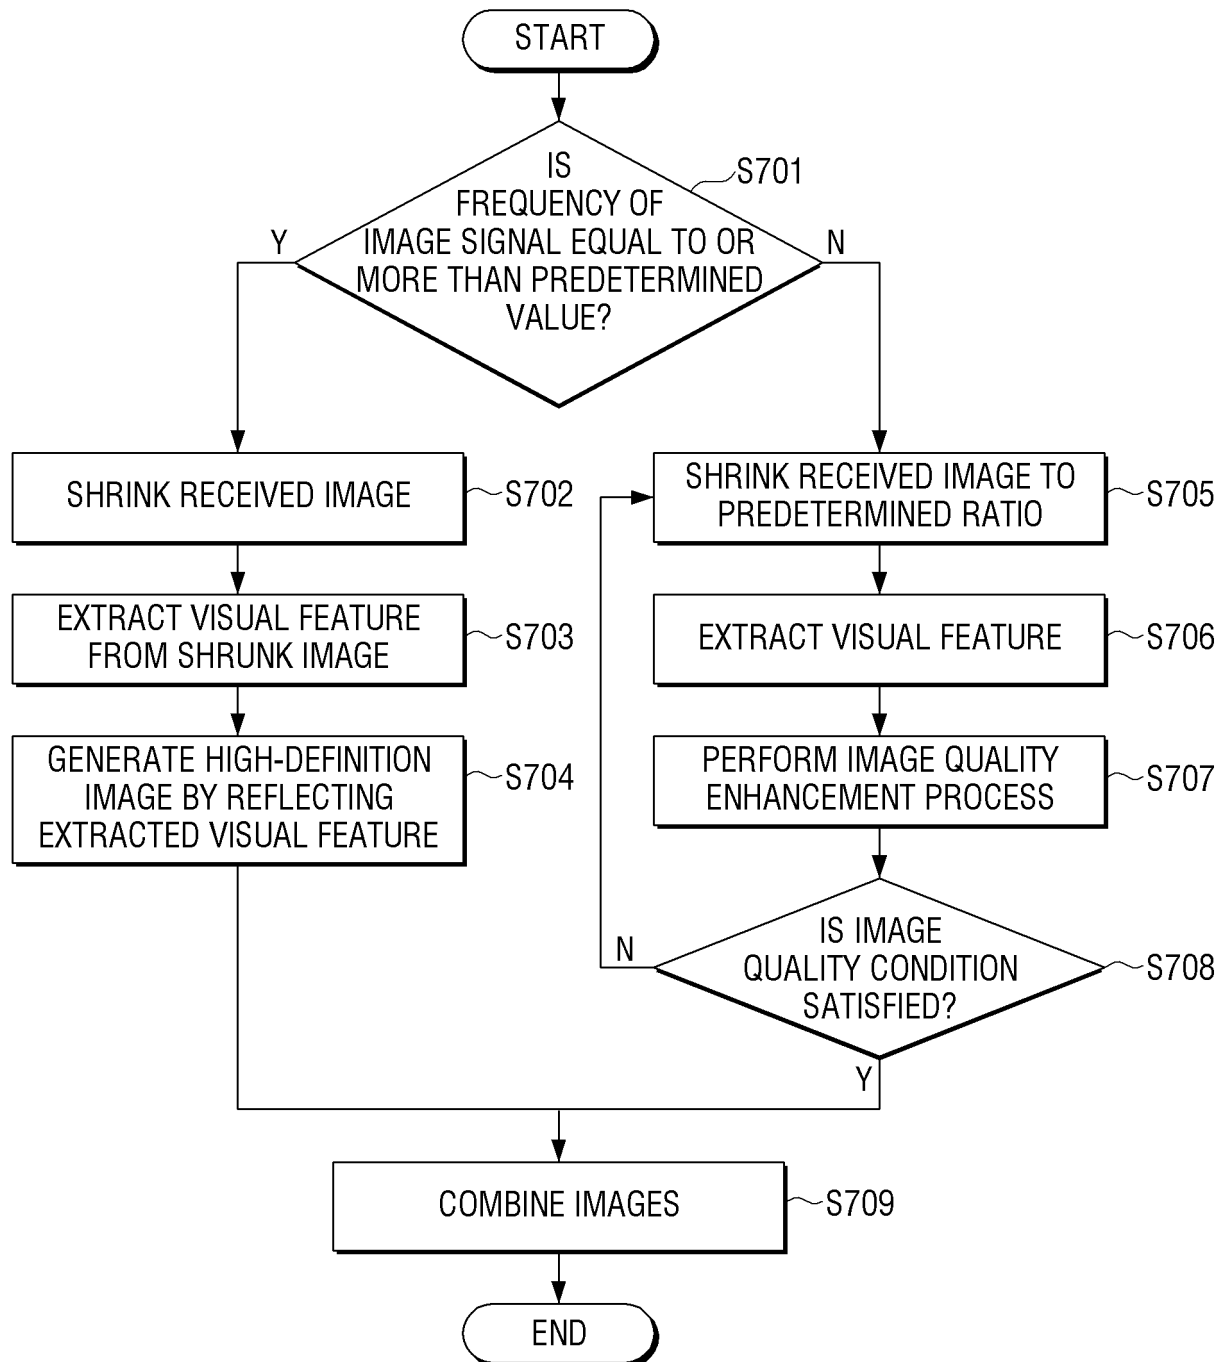 START
IS
FREQUENCY OF
IMAGE SIGNAL EQUAL TO OR
MORE THAN PREDETERMINED
VALUE?
S701
Y
N
SHRINK RECEIVED IMAGE
S702
EXTRACT VISUAL FEATURE
FROM SHRUNK IMAGE
S703
GENERATE HIGH-DEFINITION
IMAGE BY REFLECTING
EXTRACTED VISUAL FEATURE
S704
SHRINK RECEIVED IMAGE TO
PREDETERMINED RATIO
S705
EXTRACT VISUAL FEATURE
S706
PERFORM IMAGE QUALITY
ENHANCEMENT PROCESS
S707
IS IMAGE
QUALITY CONDITION
SATISFIED?
S708
N
Y
COMBINE IMAGES
S709
END